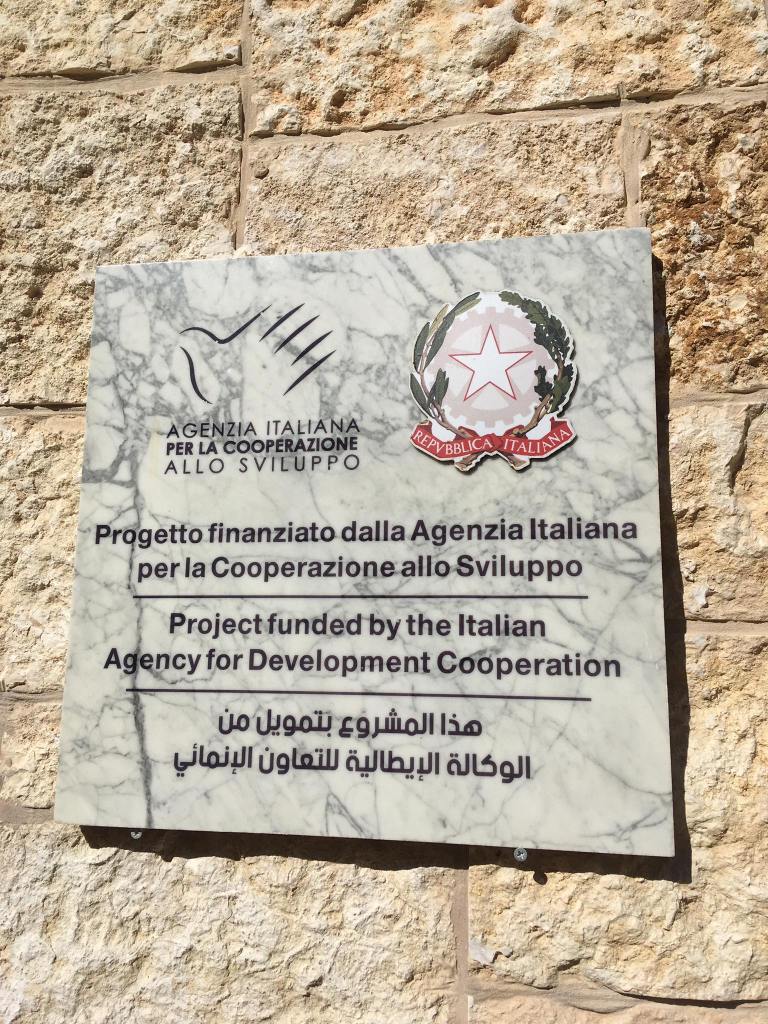 AGENZIA ITALIANA
PER LA COOPERAZIONE
ALLO SVILUPPO
REPVBBLICA ITALIANA
Progetto finanziato dalla Agenzia Italiana
per la Cooperazione allo Sviluppo
Project funded by the Italian
Agency for Development Cooperation
هذا المشروع بتمويل من
الوكالة الإيطالية للتعاون الإنمائي